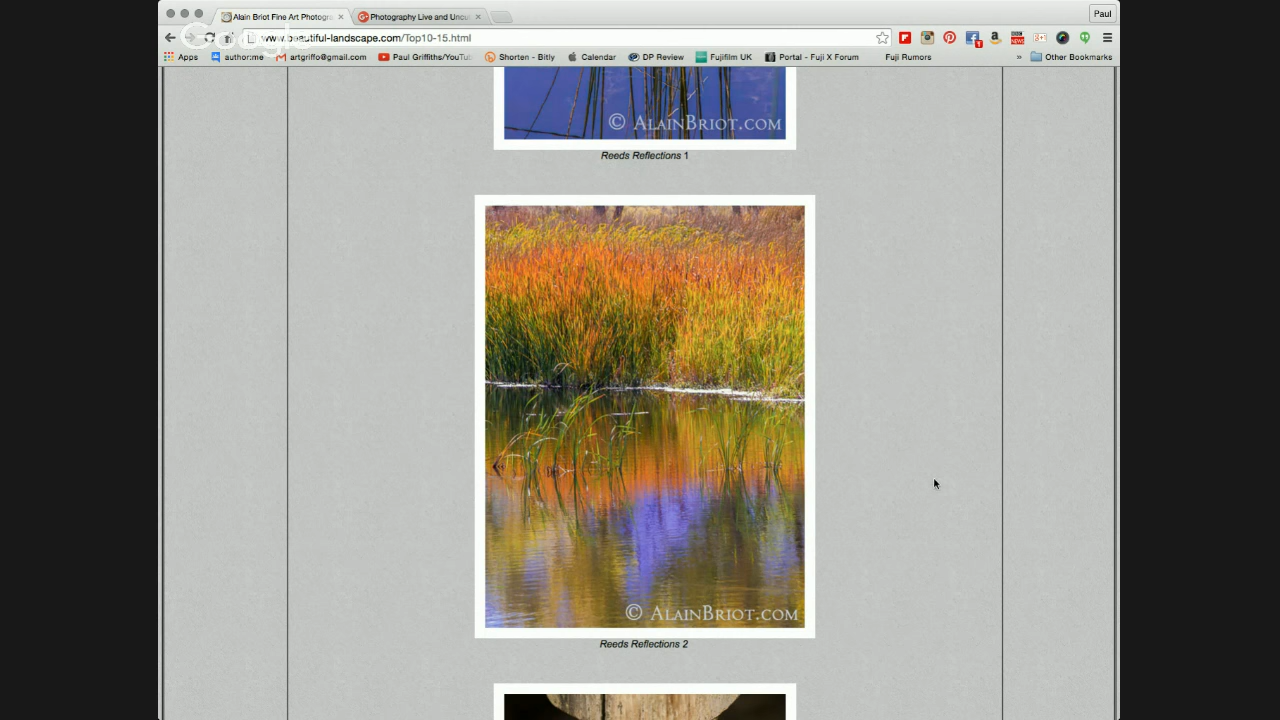 Alain Briot Fine Art Photogra
Photography Live and Uncu
Paul
Google
www.beautiful-landscape.com/Top10-15.html
Apps
author:me
artgriffo@gmail.com
Paul Griffiths/YouTu
Shorten - Bitly
Calendar
DP Review
Fujifilm UK
Portal - Fuji X Forum
Fuji Rumors
»
Other Bookmarks
© ALAINBRIOT.COM
Reeds Reflections 1
© ALAINBRIOT.COM
Reeds Reflections 2